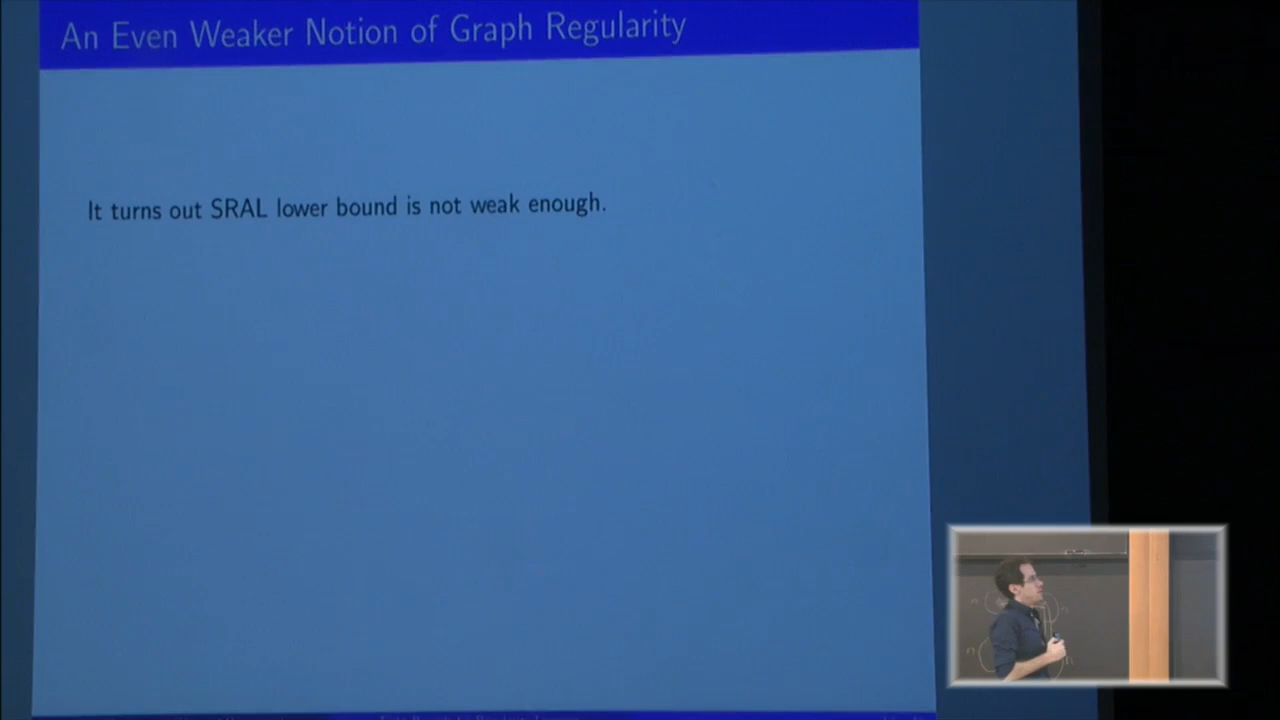 An Even Weaker Notion of Graph Regularity
It turns out SRAL lower bound is not weak enough.